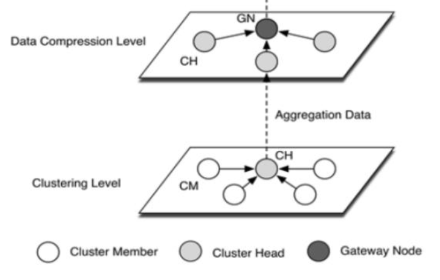 GN
Data Compression Level
CH
Aggregation Data
CH
Clustering Level
CM
Cluster Member
Cluster Head
Gateway Node